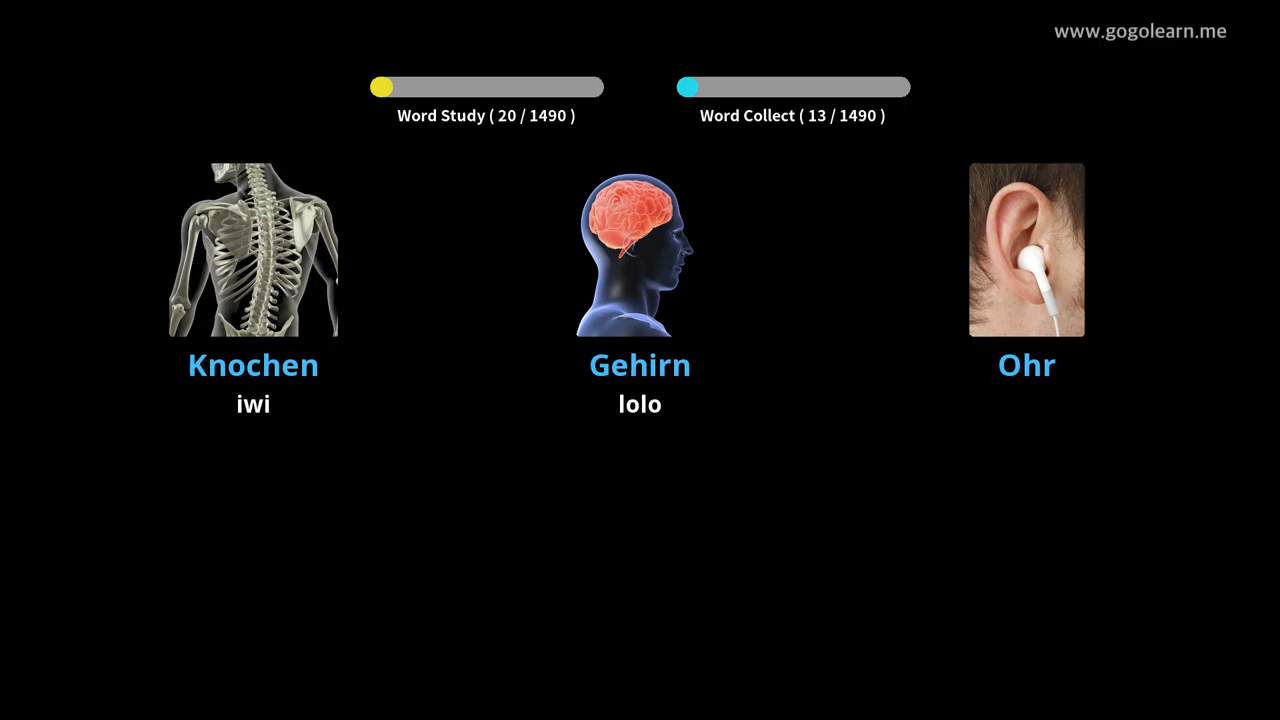 www.gogolearn.me
Word Study ( 20 / 1490 )
Word Collect ( 13 / 1490 )
Knochen
iwi
Gehirn
lolo
Ohr